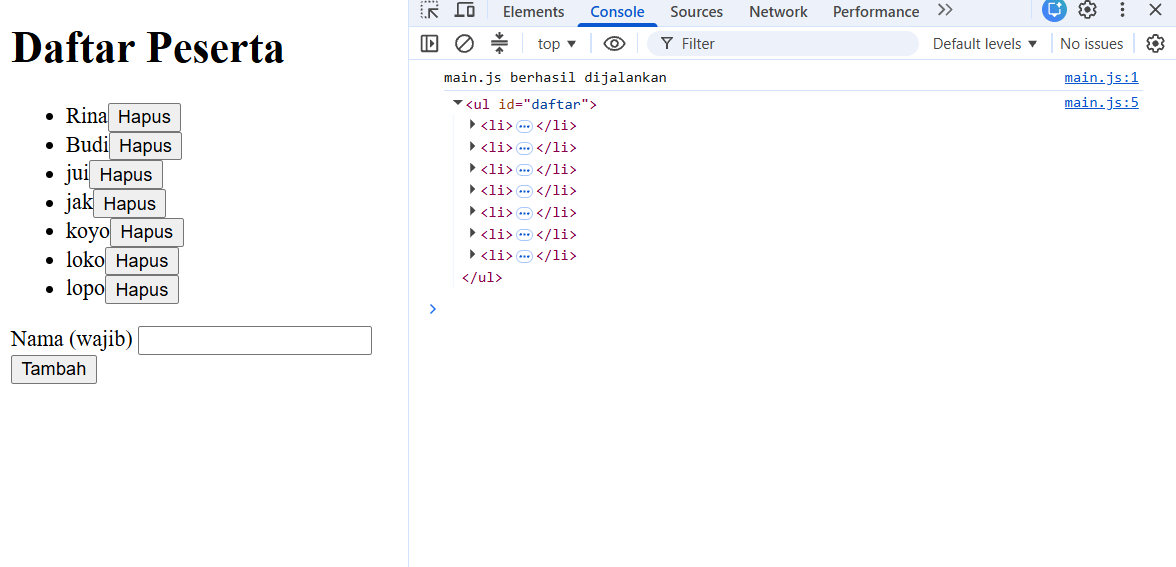 Daftar Peserta
• Rina Hapus
• Budi Hapus
• jui Hapus
• jak Hapus
• koyo Hapus
• loko Hapus
• lopo Hapus
Nama (wajib)
Tambah
Elements Console Sources Network Performance
top Filter Default levels No issues
main.js berhasil dijalankan main.js:1
<ul id="daftar"> main.js:5
<li>…</li>
<li>…</li>
<li>…</li>
<li>…</li>
<li>…</li>
<li>…</li>
<li>…</li>
</ul>